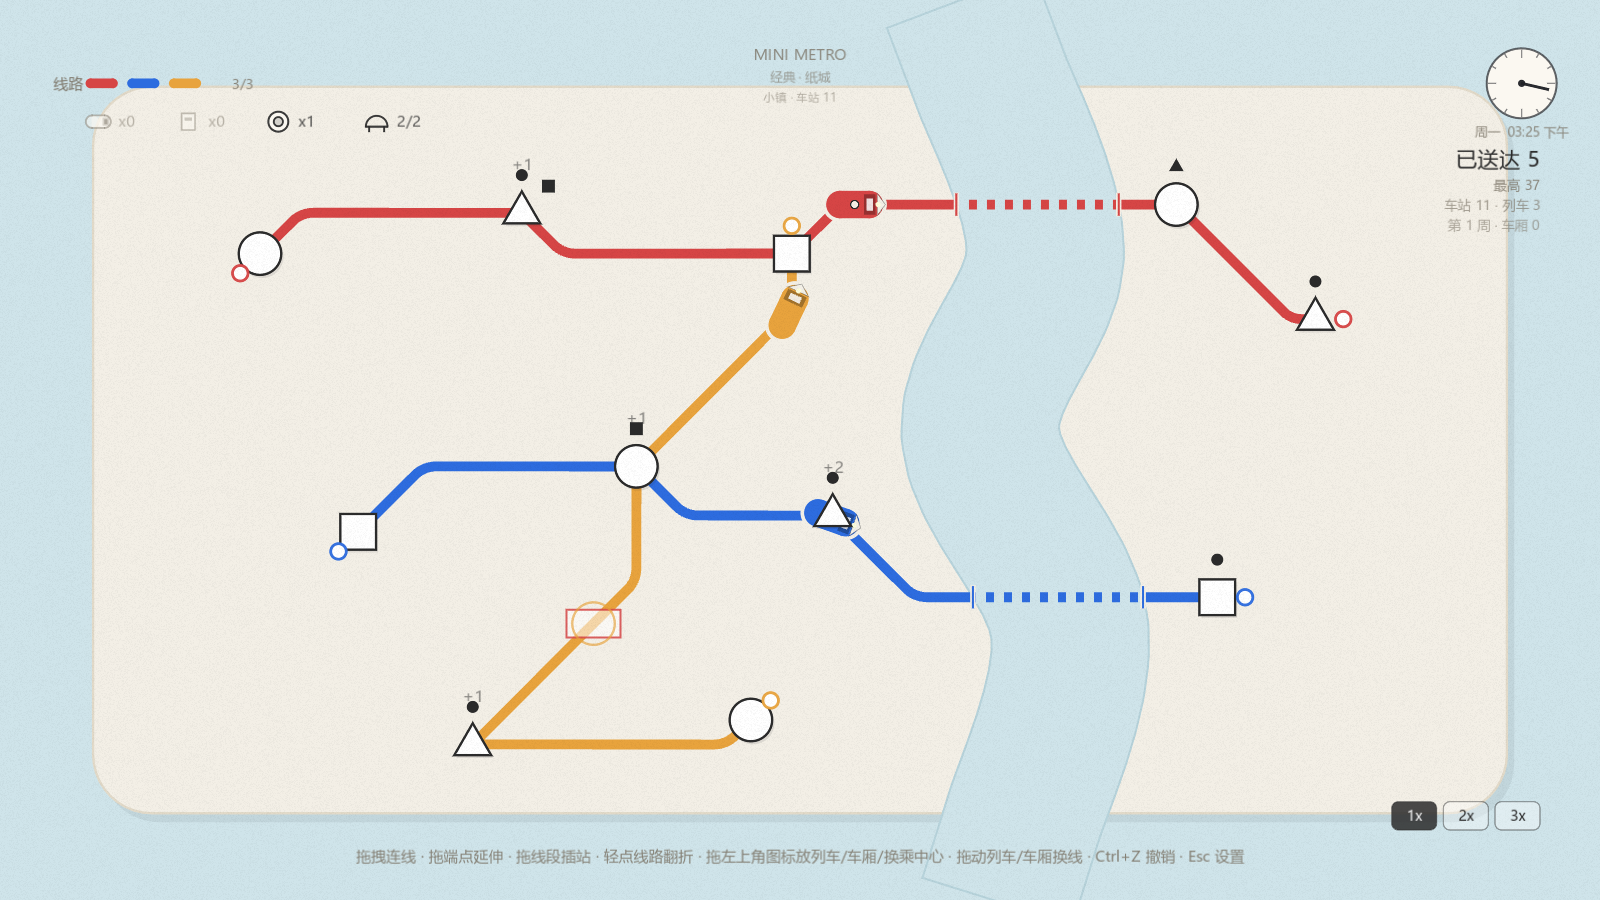 MINI METRO
经典 · 纸城
小镇 · 车站 11
线路
3/3
x0
x0
x1
2/2
周一 03:25 下午
已送达 5
最高 37
车站 11 · 列车 3
第 1 周 · 车厢 0
+1
+1
+2
+1
1x
2x
3x
拖拽连线 · 拖端点延伸 · 拖线段插站 · 轻点线路翻折 · 拖左上角图标放列车/车厢/换乘中心 · 拖动列车/车厢换线 · Ctrl+Z 撤销 · Esc 设置